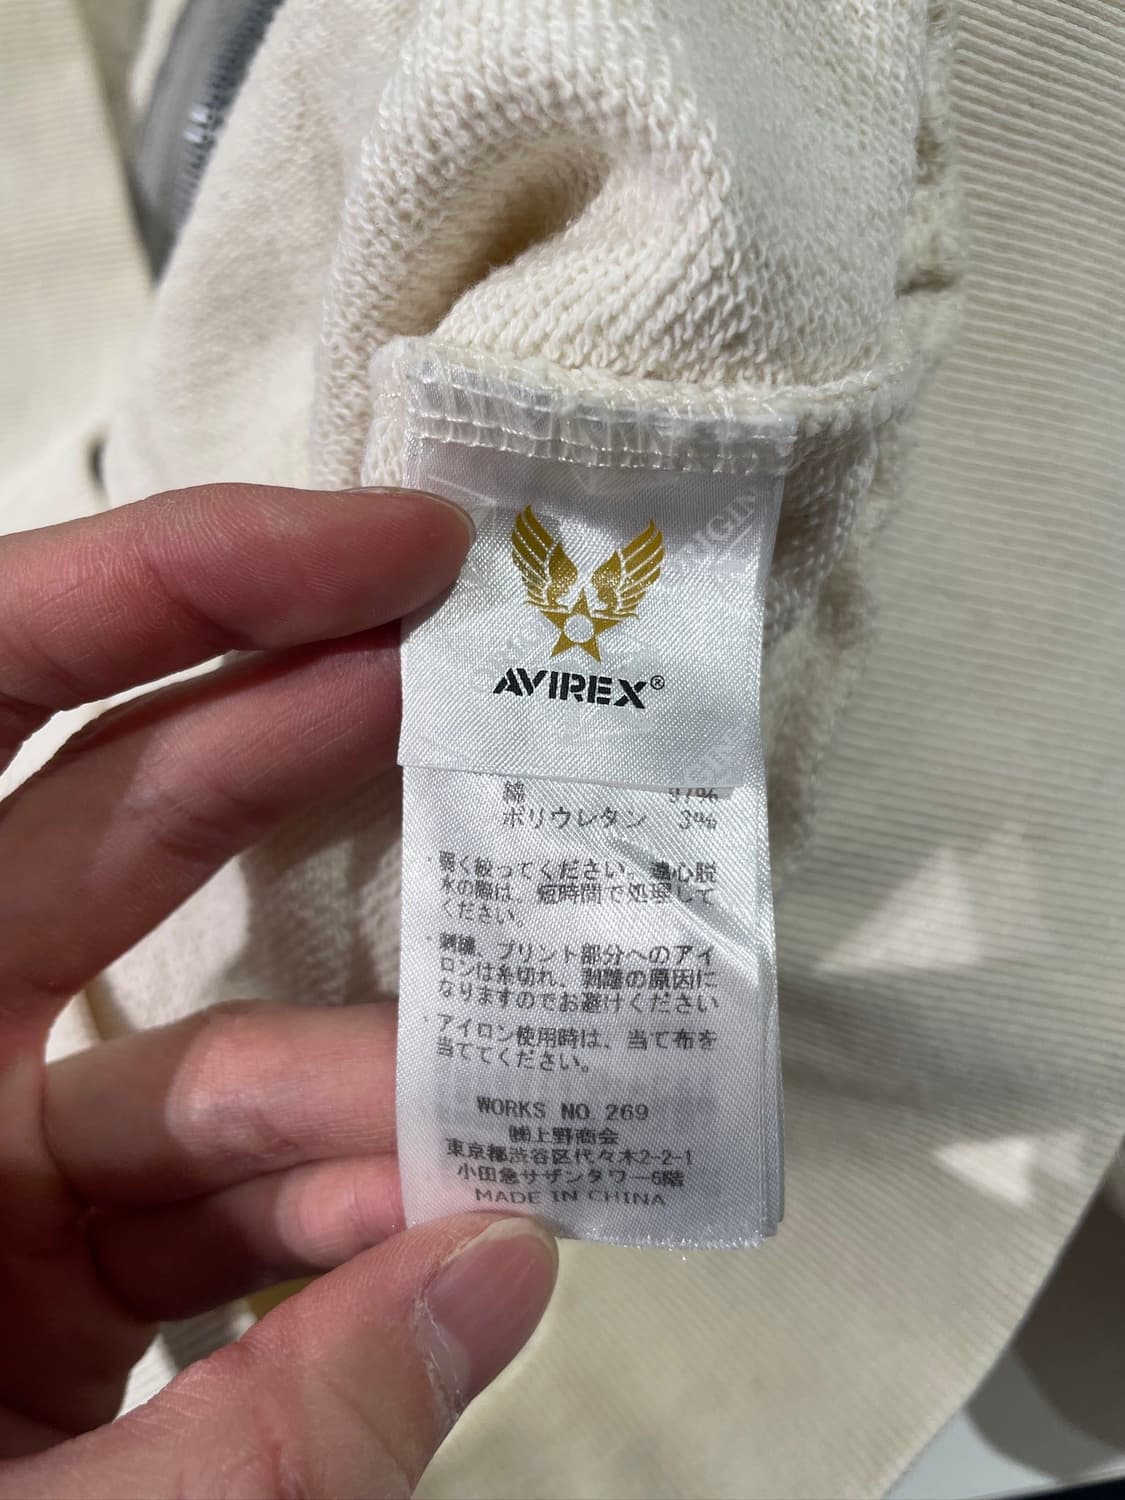 AVIREX®
綿 97%
ポリウレタン 3%
・弱く絞ってください。遠心脱
水の際は、短時間で処理して
ください。
・刺繍、プリント部分へのアイ
ロンは糸切れ、剥離の原因に
なりますのでお避けください
・アイロン使用時は、当て布を
当ててください。
WORKS NO 269
㈱上野商会
東京都渋谷区代々木2-2-1
小田急サザンタワー6階
MADE IN CHINA